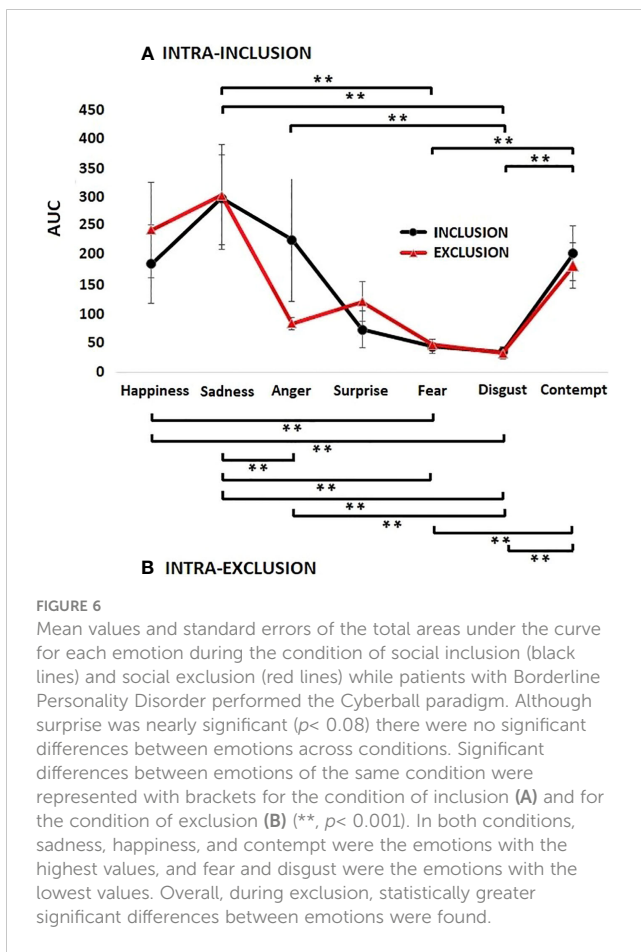 A INTRA-INCLUSION
**
**
**
**
**
450
400
350
300
250
200
150
100
50
0
AUC
INCLUSION
EXCLUSION
Happiness Sadness Anger Surprise Fear Disgust Contempt
**
**
**
**
**
**
**
**
B INTRA-EXCLUSION
FIGURE 6
Mean values and standard errors of the total areas under the curve
for each emotion during the condition of social inclusion (black
lines) and social exclusion (red lines) while patients with Borderline
Personality Disorder performed the Cyberball paradigm. Although
surprise was nearly significant (p< 0.08) there were no significant
differences between emotions across conditions. Significant
differences between emotions of the same condition were
represented with brackets for the condition of inclusion (A) and for
the condition of exclusion (B) (**, p< 0.001). In both conditions,
sadness, happiness, and contempt were the emotions with the
highest values, and fear and disgust were the emotions with the
lowest values. Overall, during exclusion, statistically greater
significant differences between emotions were found.